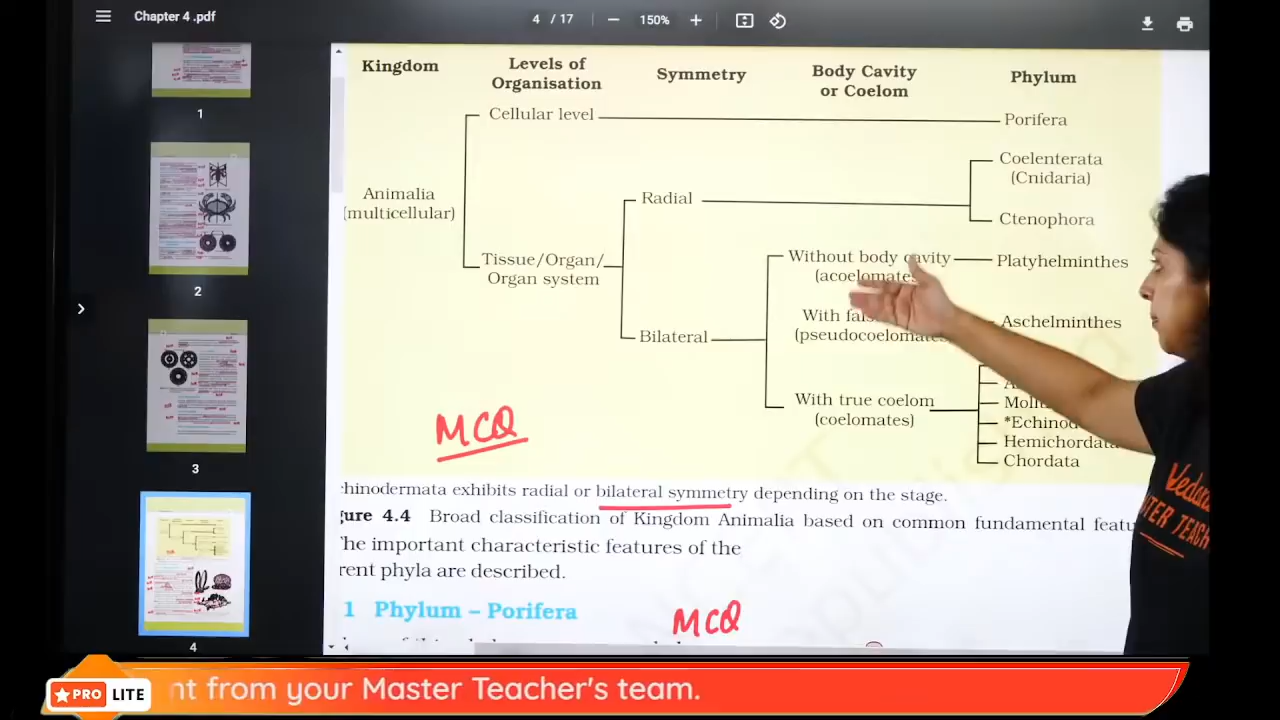 Chapter 4 .pdf
4 / 17
150%
Kingdom
Levels of
Organisation
Symmetry
Body Cavity
or Coelom
Phylum
Cellular level
Porifera
Coelenterata
(Cnidaria)
Animalia
(multicellular)
Radial
Ctenophora
Tissue/Organ/
Organ system
Without body cavity
(acoelomates
Platyhelminthes
With
(pseudocoelomates
Aschelminthes
Bilateral
With true coelom
(coelomates)
*Echinod
Hemichordata
Chordata
MCQ
chinodermata exhibits radial or bilateral symmetry depending on the stage.
gure 4.4 Broad classification of Kingdom Animalia based on common fundamental featu
The important characteristic features of the
rent phyla are described.
1 Phylum – Porifera
MCQ
1
2
3
4
Vedan
STER TEACH
PRO LITE
nt from your Master Teacher's team.